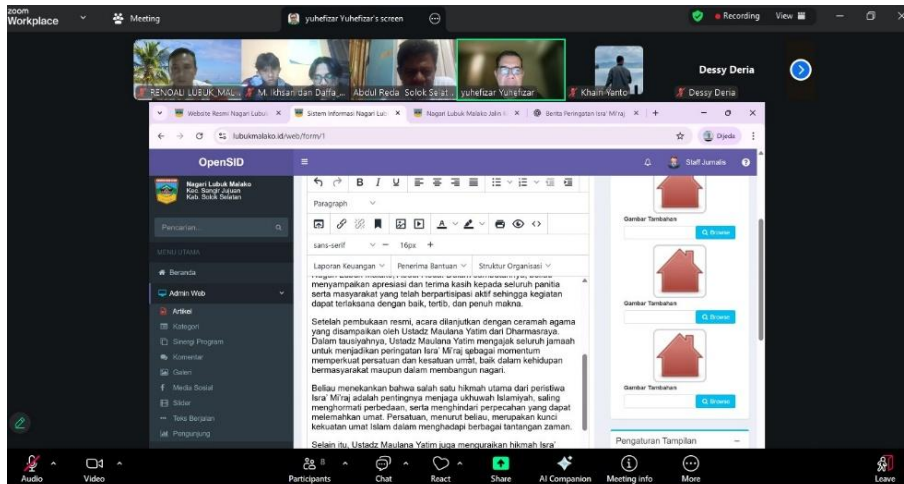 zoom
Workplace
Meeting
yuhefizar Yuhefizar's screen
Recording
View
RENOALI LUBUK_MAL...
M. Ikhsan dan Daffa_...
Abdul Reda Solok Selat...
yuhefizar Yuhefizar
Khain Yanto
Dessy Deria
Dessy Deria
Website Resmi Nagari Lubuk
Sistem Informasi Nagari Lub
Nagari Lubuk Malako Jalin
Berita Peringatan Isra' Mi'raj
lubukmalako.id/web/form/1
Djeda
OpenSID
Staff Jurnalis
Nagari Lubuk Malako
Kec. Sangir Jujuan
Kab. Solok Selatan
Pencarian...
MENU UTAMA
Beranda
Admin Web
Artikel
Kategori
Sinergi Program
Komentar
Galeri
Media Sosial
Slider
Teks Berjalan
Pengunjung
Paragraph
sans-serif
16px
Laporan Keuangan
Penerima Bantuan
Struktur Organisasi
menyampaikan apresiasi dan terima kasih kepada seluruh panitia
serta masyarakat yang telah berpartisipasi aktif sehingga kegiatan
dapat terlaksana dengan baik, tertib, dan penuh makna.
Setelah pembukaan resmi, acara dilanjutkan dengan ceramah agama
yang disampaikan oleh Ustadz Maulana Yatim dari Dharmasraya.
Dalam tausiyahnya, Ustadz Maulana Yatim mengajak seluruh jamaah
untuk menjadikan peringatan Isra' Mi'raj sebagai momentum
memperkuat persatuan dan kesatuan umat, baik dalam kehidupan
bermasyarakat maupun dalam membangun nagari.
Beliau menekankan bahwa salah satu hikmah utama dari peristiwa
Isra' Mi'raj adalah pentingnya menjaga ukhuwah Islamiyah, saling
menghormati perbedaan, serta menghindari perpecahan yang dapat
melemahkan umat. Persatuan, menurut beliau, merupakan kunci
kekuatan umat Islam dalam menghadapi berbagai tantangan zaman.
Selain itu, Ustadz Maulana Yatim juga menguraikan hikmah Isra'
Gambar Tambahan
Browse
Gambar Tambahan
Browse
Gambar Tambahan
Browse
Pengaturan Tampilan
Audio
Video
8
Participants
Chat
React
Share
AI Companion
Meeting info
More
Leave